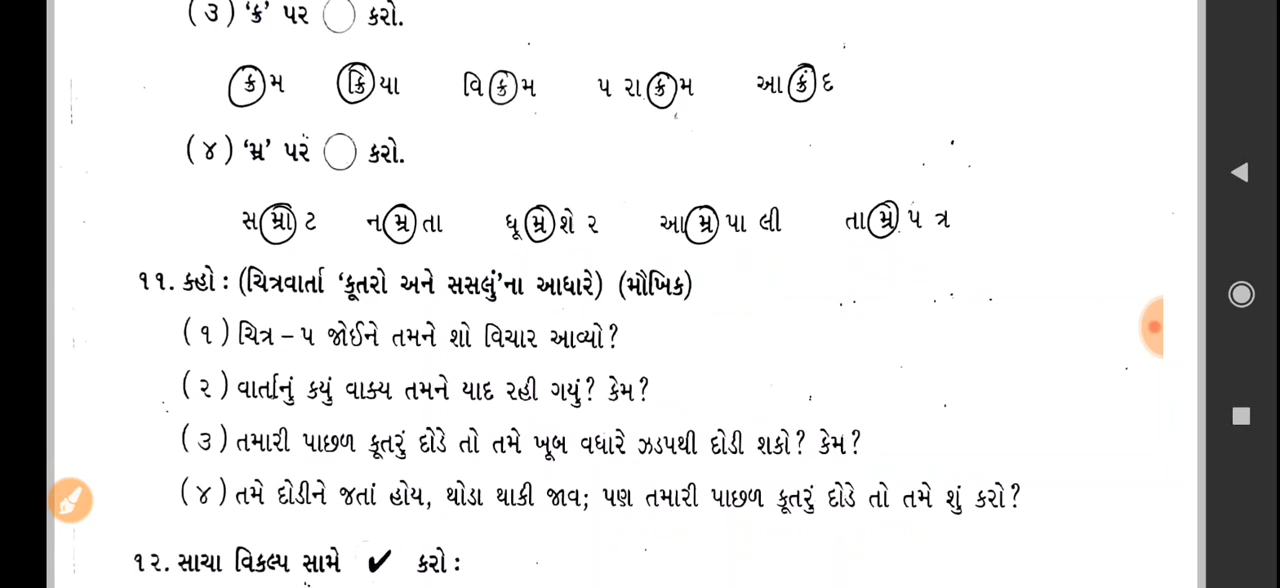 (૩) ‘ક્ર’ પર ◯ કરો.
ક્રમ ક્રિયા વિક્રમ પરાક્રમ આક્રંદ
(૪) ‘મ્ર’ પર ◯ કરો.
સમ્રાટ નમ્રતા ધૂમ્રશેર આમ્રપાલી તામ્રપત્ર
૧૧. કહો : (ચિત્રવાર્તા ‘કૂતરો અને સસલું’ના આધારે) (મૌખિક)
(૧) ચિત્ર – ૫ જોઈને તમને શો વિચાર આવ્યો?
(૨) વાર્તાનું કયું વાક્ય તમને યાદ રહી ગયું? કેમ?
(૩) તમારી પાછળ કૂતરું દોડે તો તમે ખૂબ વધારે ઝડપથી દોડી શકો? કેમ?
(૪) તમે દોડીને જતાં હોય, થોડા થાકી જાવ; પણ તમારી પાછળ કૂતરું દોડે તો તમે શું કરો?
૧૨. સાચા વિકલ્પ સામે ✔ કરો :